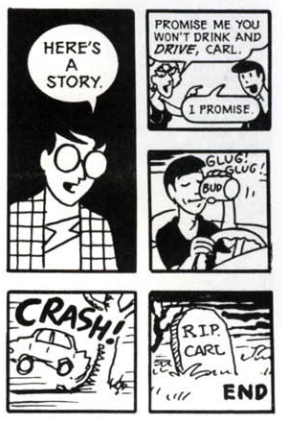 HERE'S
A
STORY.
PROMISE ME YOU
WON'T DRINK AND
DRIVE, CARL.
I PROMISE.
GLUG!
GLUG!
BUD
CRASH!
R.I.P.
CARL
END